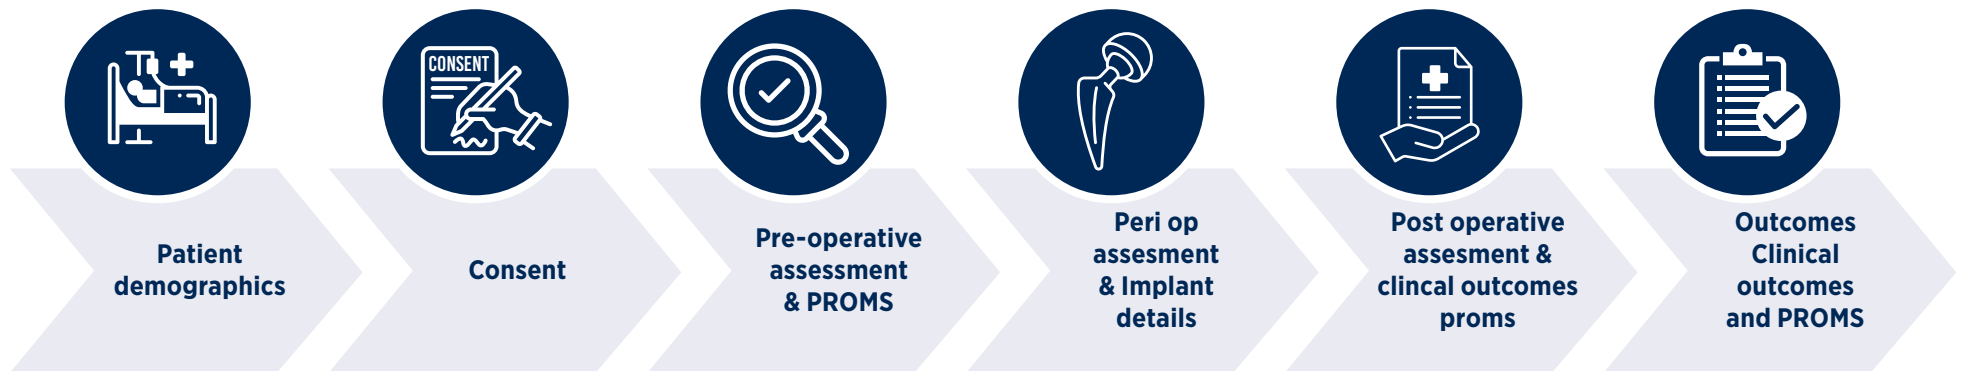 Patient
demographics
CONSENT
Consent
Pre-operative
assessment
& PROMS
Peri op
assesment
& Implant
details
Post operative
assesment &
clincal outcomes
proms
Outcomes
Clinical
outcomes
and PROMS